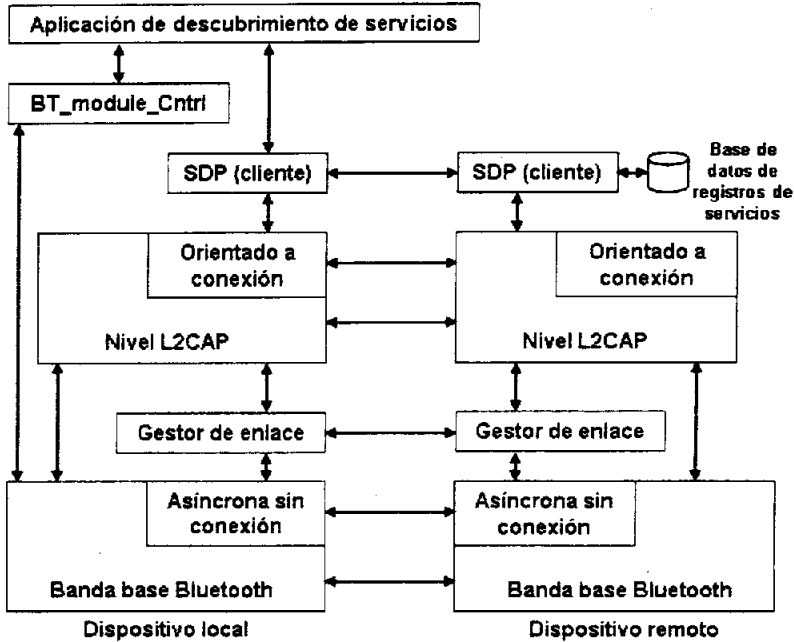 Aplicación de descubrimiento de servicios
BT_module_Cntrl
SDP (cliente)
SDP (cliente)
Base de
datos de
registros de
servicios
Orientado a
conexión
Nivel L2CAP
Orientado a
conexión
Nivel L2CAP
Gestor de enlace
Gestor de enlace
Asíncrona sin
conexión
Banda base Bluetooth
Asíncrona sin
conexión
Banda base Bluetooth
Dispositivo local
Dispositivo remoto